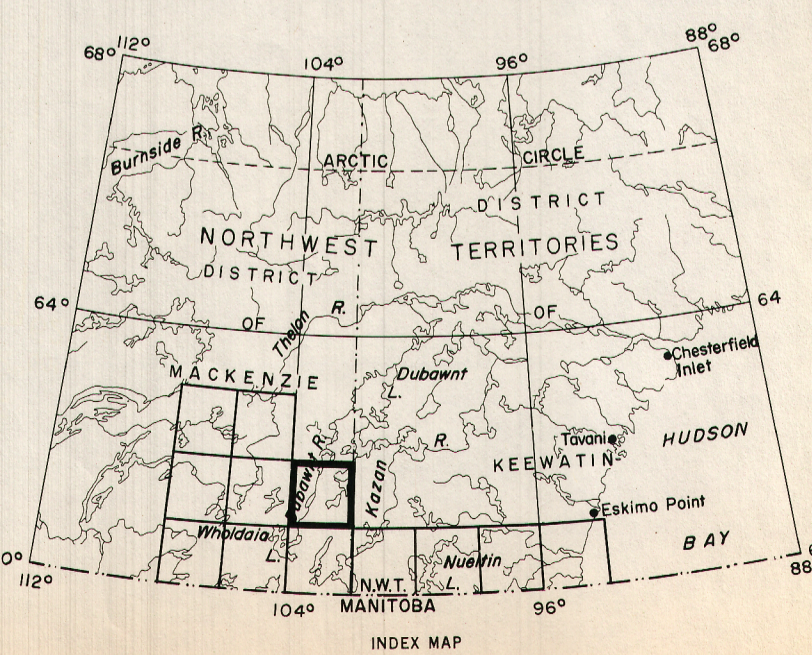 112°
88°
68°
68°
104°
96°
Burnside R.
ARCTIC CIRCLE
DISTRICT
NORTHWEST TERRITORIES
DISTRICT
64°
64
OF
Thelon R.
OF
Chesterfield
Inlet
MACKENZIE
Dubawnt
L.
Dubawnt R.
Kazan R.
Tavani
HUDSON
KEEWATIN
Eskimo Point
Wholdaia
L.
Nueltin
L.
BAY
0°
112°
88
N.W.T.
MANITOBA
104°
96°
INDEX MAP